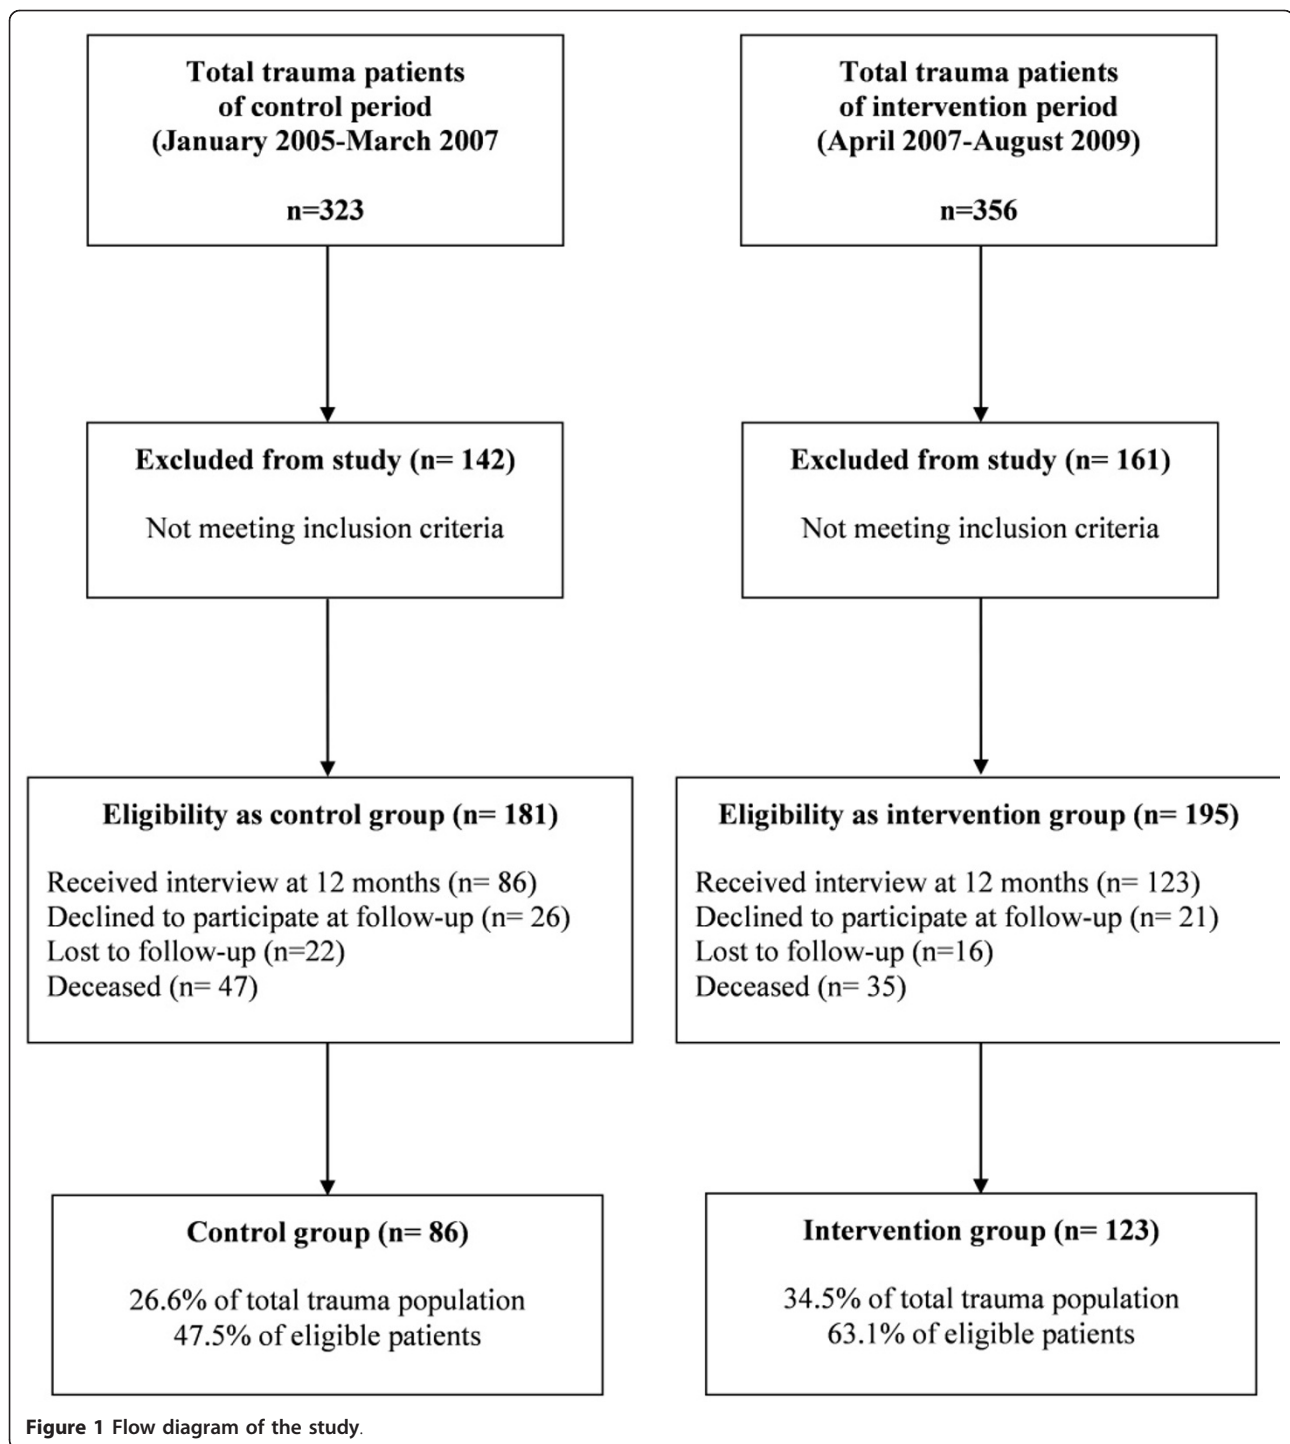 Total trauma patients
of control period
(January 2005-March 2007
n=323
Total trauma patients
of intervention period
(April 2007-August 2009)
n=356
Excluded from study (n= 142)
Not meeting inclusion criteria
Excluded from study (n= 161)
Not meeting inclusion criteria
Eligibility as control group (n= 181)
Received interview at 12 months (n= 86)
Declined to participate at follow-up (n= 26)
Lost to follow-up (n=22)
Deceased (n= 47)
Eligibility as intervention group (n= 195)
Received interview at 12 months (n= 123)
Declined to participate at follow-up (n= 21)
Lost to follow-up (n=16)
Deceased (n= 35)
Control group (n= 86)
26.6% of total trauma population
47.5% of eligible patients
Intervention group (n= 123)
34.5% of total trauma population
63.1% of eligible patients
Figure 1 Flow diagram of the study.